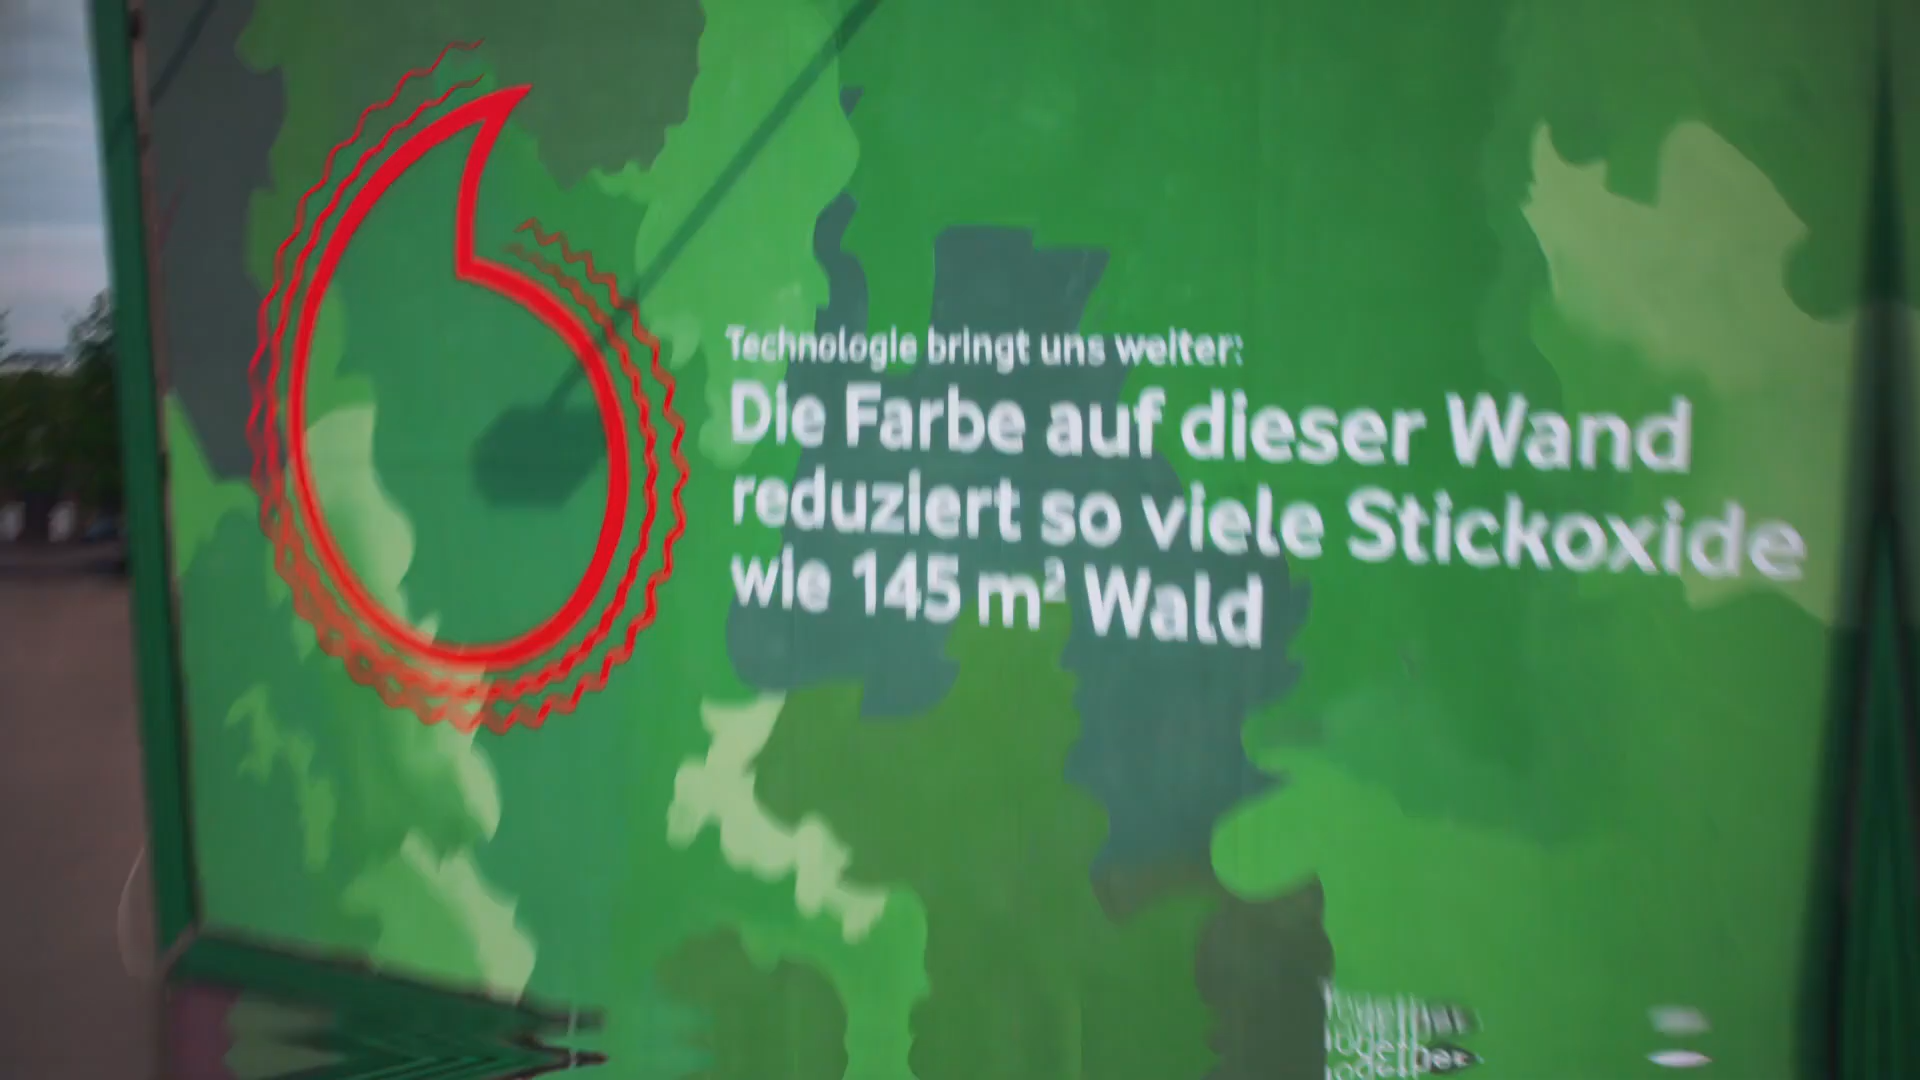 Technologie bringt uns weiter:
Die Farbe auf dieser Wand
reduziert so viele Stickoxide
wie 145 m² Wald